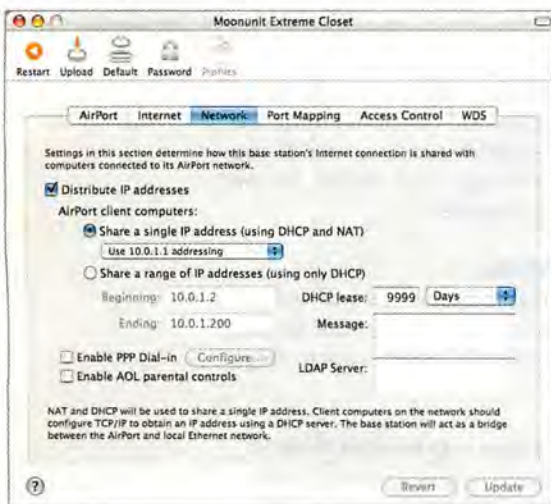 Moonunit Extreme Closet
Restart Upload Default Password Profiles
AirPort Internet Network Port Mapping Access Control WDS
Settings in this section determine how this base station's Internet connection is shared with
computers connected to its AirPort network.
Distribute IP addresses
AirPort client computers:
Share a single IP address (using DHCP and NAT)
Use 10.0.1.1 addressing
Share a range of IP addresses (using only DHCP)
Beginning: 10.0.1.2 DHCP lease: 9999 Days
Ending: 10.0.1.200 Message:
Enable PPP Dial-in Configure... LDAP Server:
Enable AOL parental controls
NAT and DHCP will be used to share a single IP address. Client computers on the network should
configure TCP/IP to obtain an IP address using a DHCP server. The base station will act as a bridge
between the AirPort and local Ethernet network.
? Revert Update